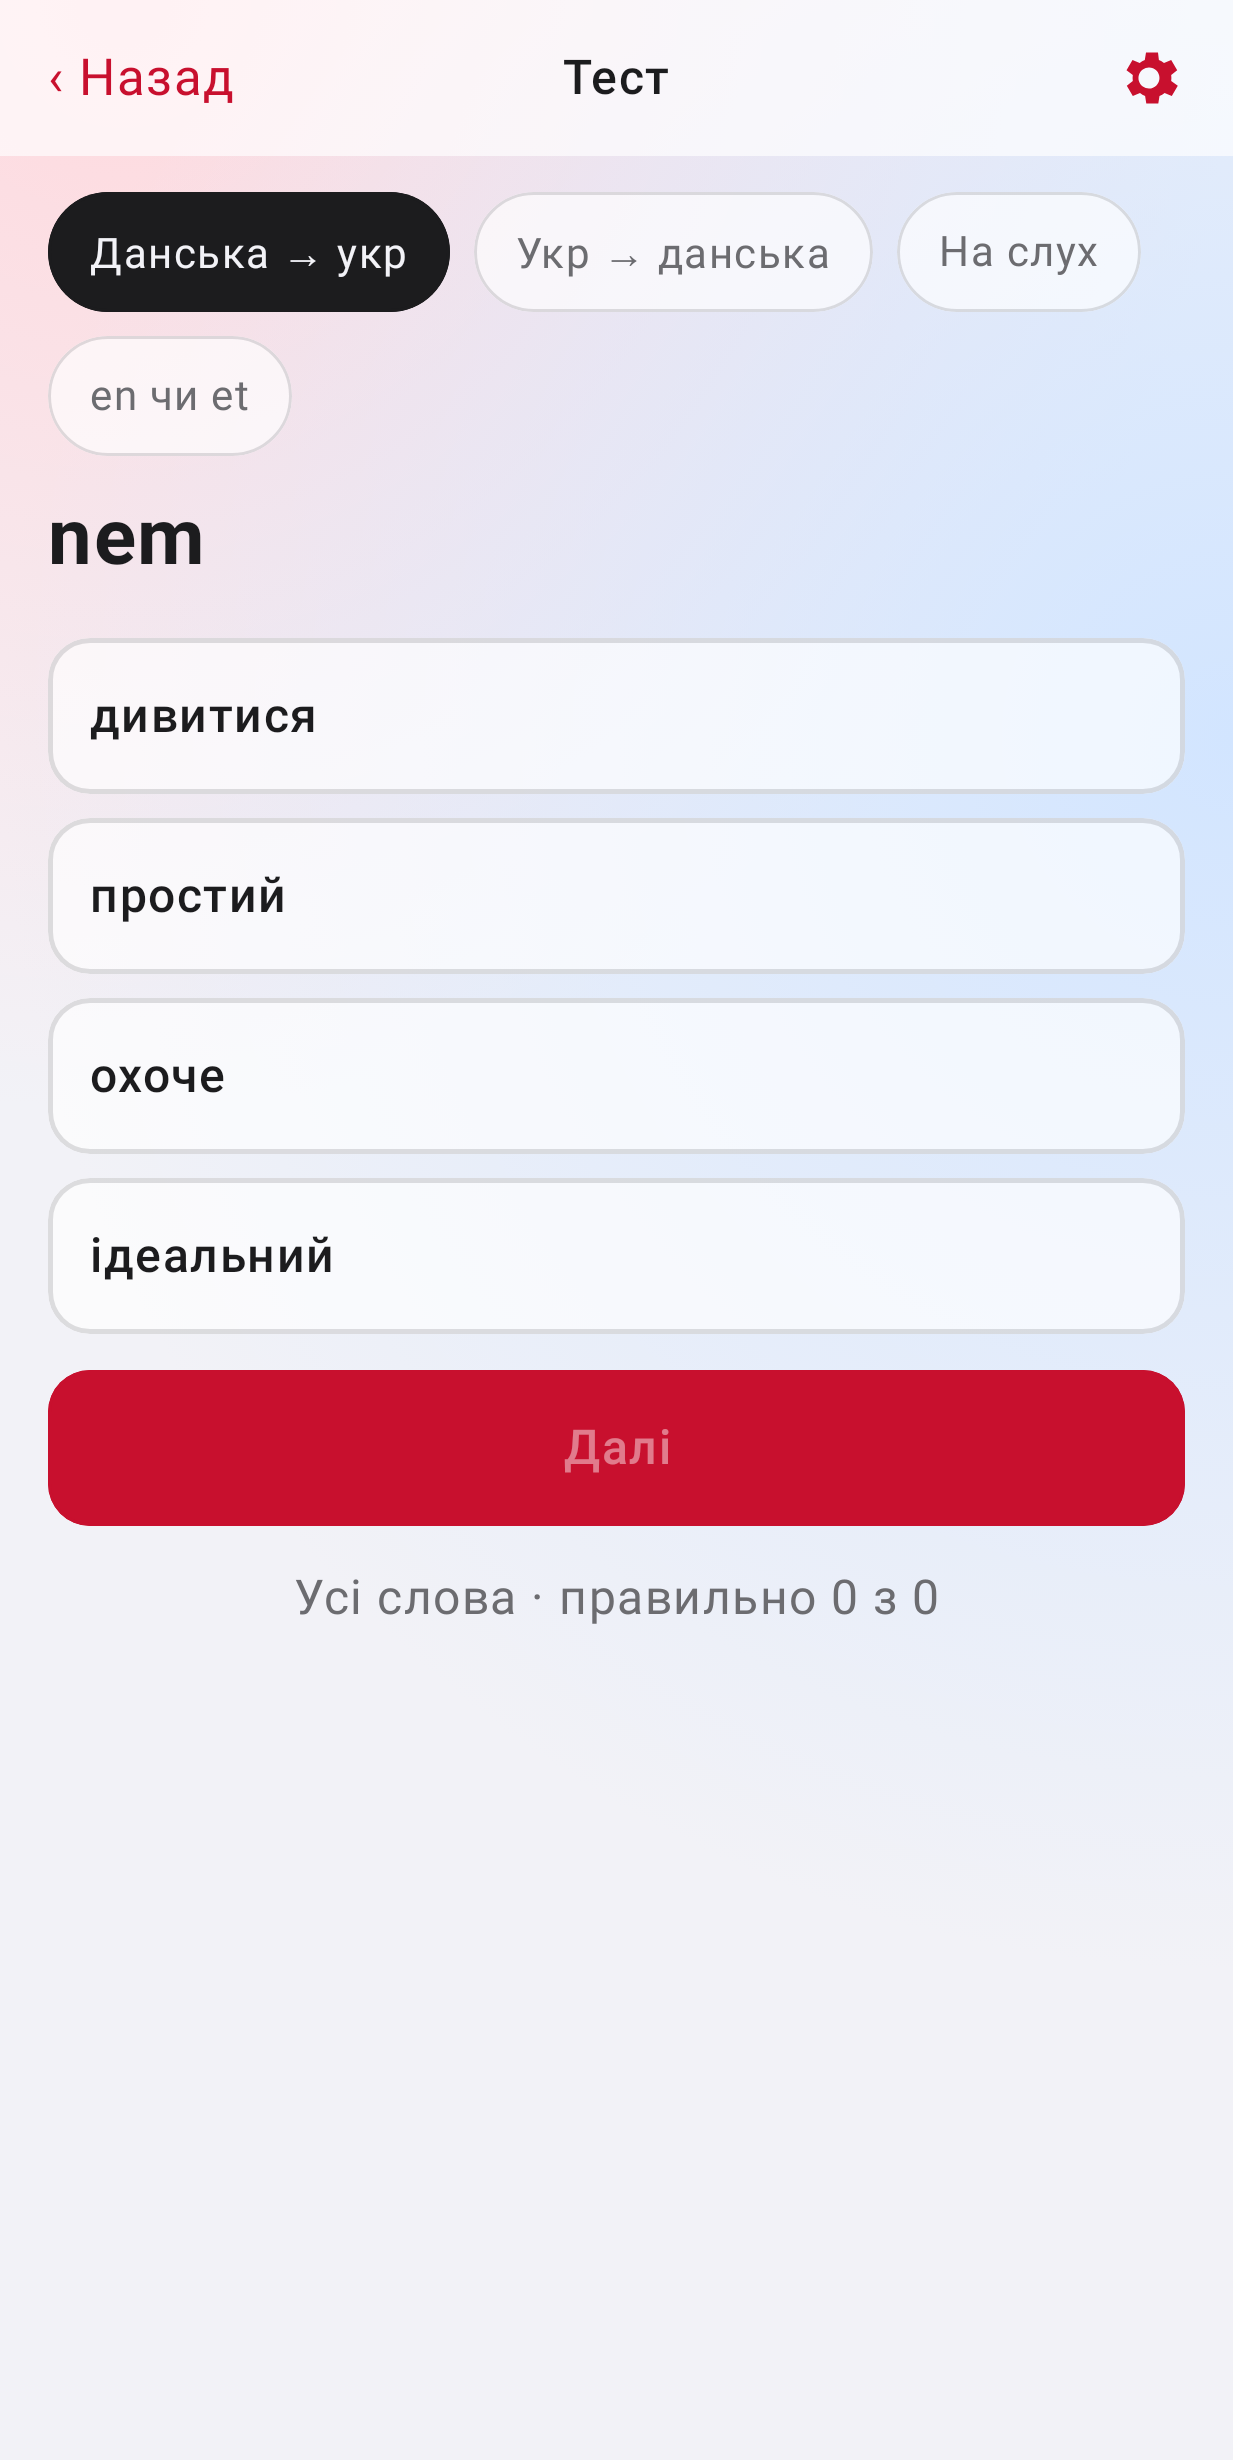 ‹ Назад
Тест
Данська → укр
Укр → данська
На слух
en чи et
nem
дивитися
простий
охоче
ідеальний
Далі
Усі слова · правильно 0 з 0